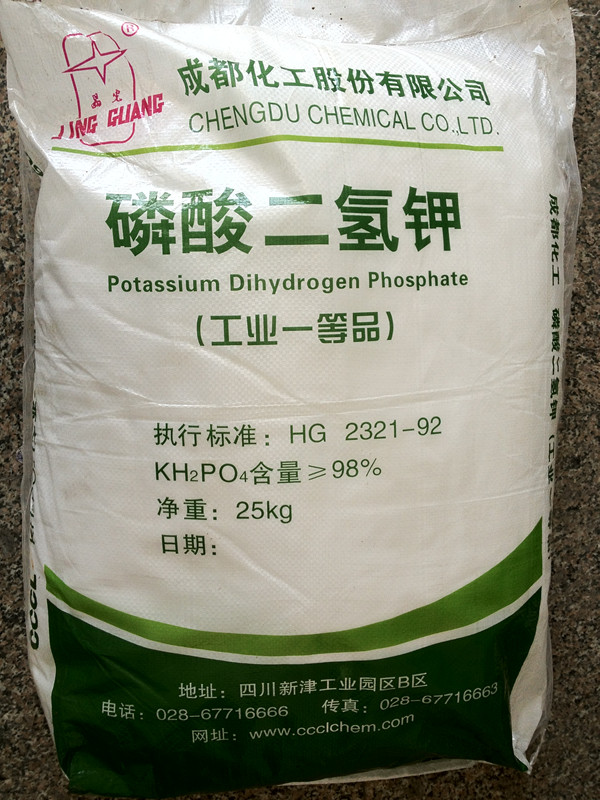 晶光
JING GUANG
成都化工股份有限公司
CHENGDU CHEMICAL CO.,LTD.
磷酸二氢钾
Potassium Dihydrogen Phosphate
（工业一等品）
执行标准：HG 2321-92
KH₂PO₄含量≥98%
净重：25kg
日期：
地址：四川新津工业园区B区
电话：028-67716666 传真：028-67716663
网址：www.ccclchem.com
成都化工 磷酸二氢钾（工
CCCL